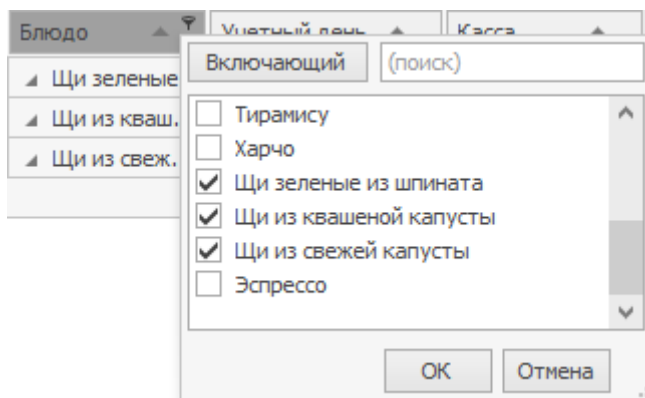 Блюдо Учетный день Касса
Включающий (поиск)
Щи зеленые
Тирамису
Щи из кваш.
Харчо
Щи из свеж.
Щи зеленые из шпината
Щи из квашеной капусты
Щи из свежей капусты
Эспрессо
ОК Отмена